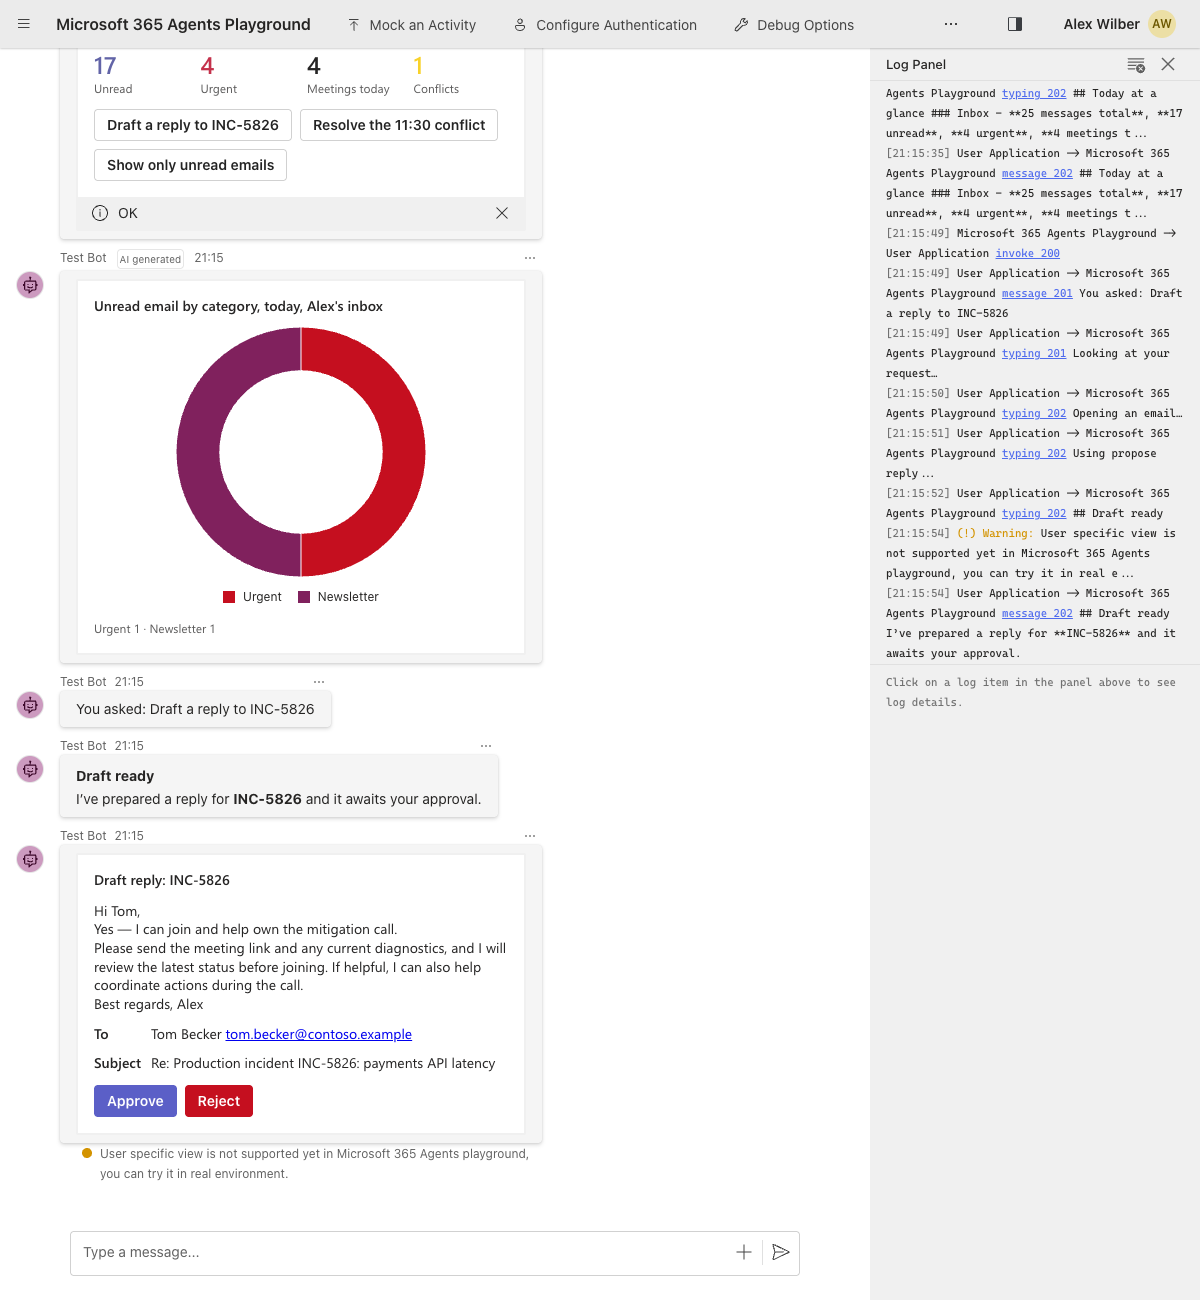 Microsoft 365 Agents Playground
Mock an Activity
Configure Authentication
Debug Options
...
Alex Wilber
AW
17
Unread
4
Urgent
4
Meetings today
1
Conflicts
Draft a reply to INC-5826
Resolve the 11:30 conflict
Show only unread emails
OK
Test Bot AI generated 21:15
Unread email by category, today, Alex's inbox
Urgent
Newsletter
Urgent 1 · Newsletter 1
Test Bot 21:15
You asked: Draft a reply to INC-5826
Test Bot 21:15
Draft ready
I've prepared a reply for INC-5826 and it awaits your approval.
Test Bot 21:15
Draft reply: INC-5826
Hi Tom,
Yes — I can join and help own the mitigation call.
Please send the meeting link and any current diagnostics, and I will
review the latest status before joining. If helpful, I can also help
coordinate actions during the call.
Best regards, Alex
To Tom Becker tom.becker@contoso.example
Subject Re: Production incident INC-5826: payments API latency
Approve
Reject
User specific view is not supported yet in Microsoft 365 Agents playground,
you can try it in real environment.
Type a message...
Log Panel
Agents Playground typing 202 ## Today at a
glance ### Inbox - **25 messages total**, **17
unread**, **4 urgent**, **4 meetings t...
[21:15:35] User Application → Microsoft 365
Agents Playground message 202 ## Today at a
glance ### Inbox - **25 messages total**, **17
unread**, **4 urgent**, **4 meetings t...
[21:15:49] Microsoft 365 Agents Playground →
User Application invoke 200
[21:15:49] User Application → Microsoft 365
Agents Playground message 201 You asked: Draft
a reply to INC-5826
[21:15:49] User Application → Microsoft 365
Agents Playground typing 201 Looking at your
request…
[21:15:50] User Application → Microsoft 365
Agents Playground typing 202 Opening an email…
[21:15:51] User Application → Microsoft 365
Agents Playground typing 202 Using propose
reply...
[21:15:52] User Application → Microsoft 365
Agents Playground typing 202 ## Draft ready
[21:15:54] (!) Warning: User specific view is
not supported yet in Microsoft 365 Agents
playground, you can try it in real e...
[21:15:54] User Application → Microsoft 365
Agents Playground message 202 ## Draft ready
I’ve prepared a reply for **INC-5826** and it
awaits your approval.
Click on a log item in the panel above to see
log details.